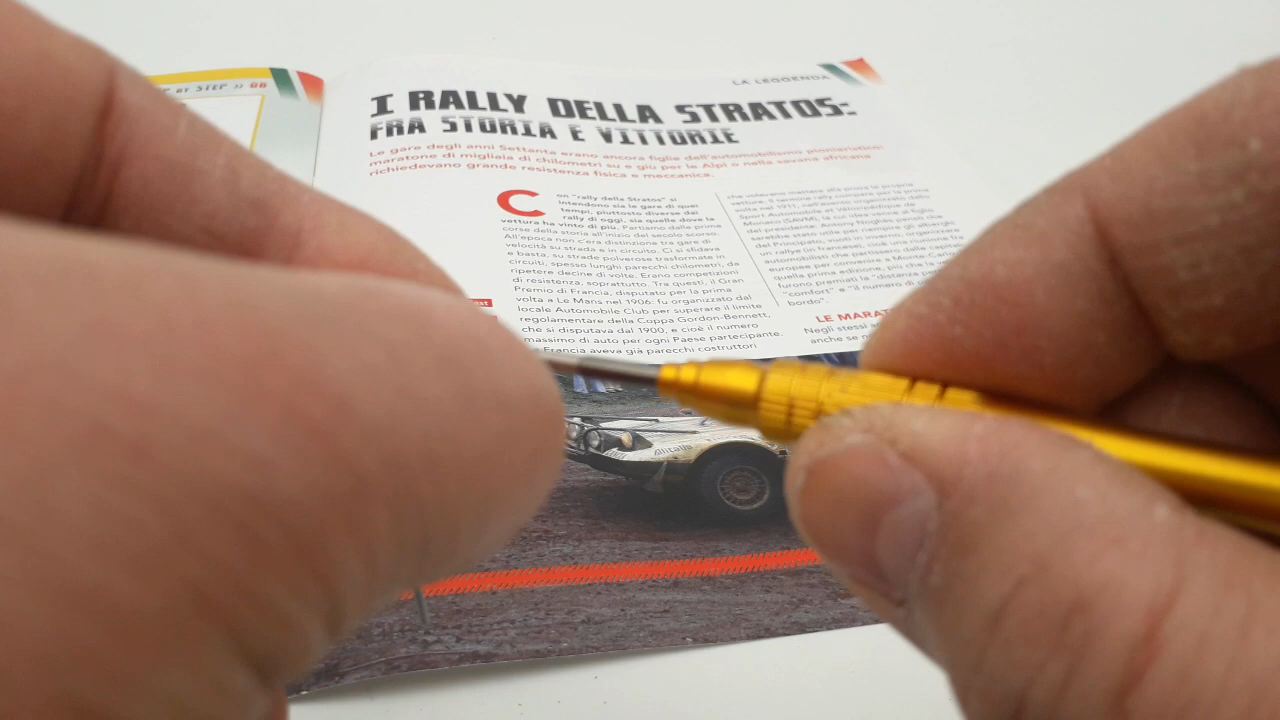 BY STEP >> 08
LA LEGGENDA
I RALLY DELLA STRATOS:
FRA STORIA E VITTORIE
Le gare degli anni Settanta erano ancora figlie dell'automobilismo pionieristico:
maratone di migliaia di chilometri su e giù per le Alpi o nella savana africana
richiedevano grande resistenza fisica e meccanica.
Con "rally della Stratos" si
intendono sia le gare di quei
tempi, piuttosto diverse dai
rally di oggi, sia quelle dove la
vettura ha vinto di più. Partiamo dalle prime
corse della storia all'inizio del secolo scorso.
All'epoca non c'era distinzione tra gare di
velocità su strada e in circuito. Ci si sfidava
e basta, su strade polverose trasformate in
circuiti, spesso lunghi parecchi chilometri, da
ripetere decine di volte. Erano competizioni
di resistenza, soprattutto. Tra questi, il Gran
Premio di Francia, disputato per la prima
volta a Le Mans nel 1906: fu organizzato dal
locale Automobile Club per superare il limite
regolamentare della Coppa Gordon-Bennett,
che si disputava dal 1900, e cioè il numero
massimo di auto per ogni Paese partecipante.
Francia aveva già parecchi costruttori
che volevano mettere alla prova le proprie
vetture. Il termine rally compare per la prima
volta nel 1911, nell'evento organizzato dallo
Sport Automobile et Vélocipédique de
Monaco (SAVM), la cui idea venne al figlio
del presidente. Antony Noghès pensò che
sarebbe stato utile per riempire gli alberghi
del Principato, vuoti in inverno, organizzare
un rallye (in francese), cioè una riunione tra
automobilisti che partissero dalle capitali
europee per convenire a Monte-Carlo
quella prima edizione, più che la ve
furono premiati la "distanza pe
"comfort" e "il numero di
bordo".
LE MARAT
Negli stessi a
anche se n
Alitalia